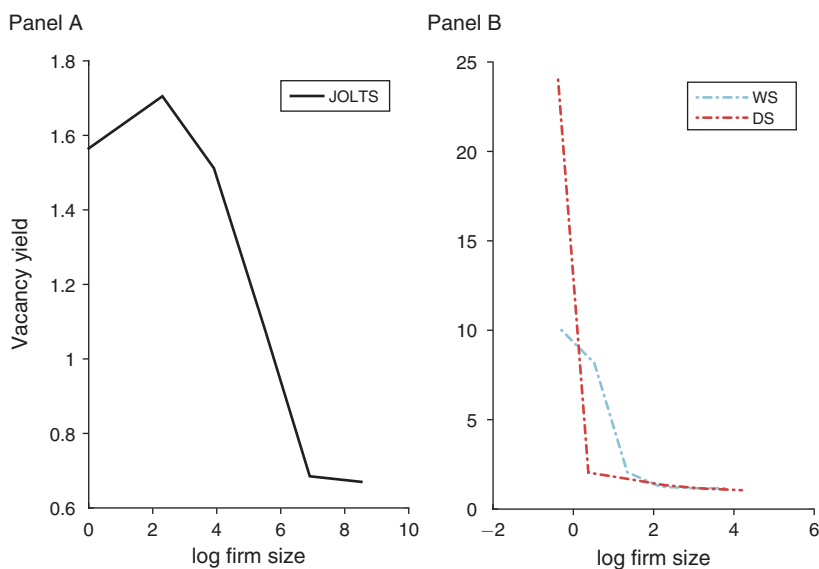 Panel A
1.8
1.6
1.4
1.2
1
0.8
0.6
0 2 4 6 8 10
Vacancy yield
log firm size
JOLTS
Panel B
25
20
15
10
5
0
−2 0 2 4 6
log firm size
WS
DS